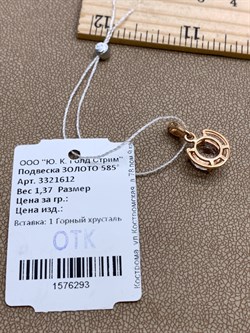 ООО "Ю. К. Голд Стрим"
Подвеска ЗОЛОТО 585°
Арт. 3321612
Вес 1,37 Размер
Цена за гр.:
Цена изд.:
Вставка: 1 Горный хрусталь
ОТК
1576293
Кострома, ул Костромская, д